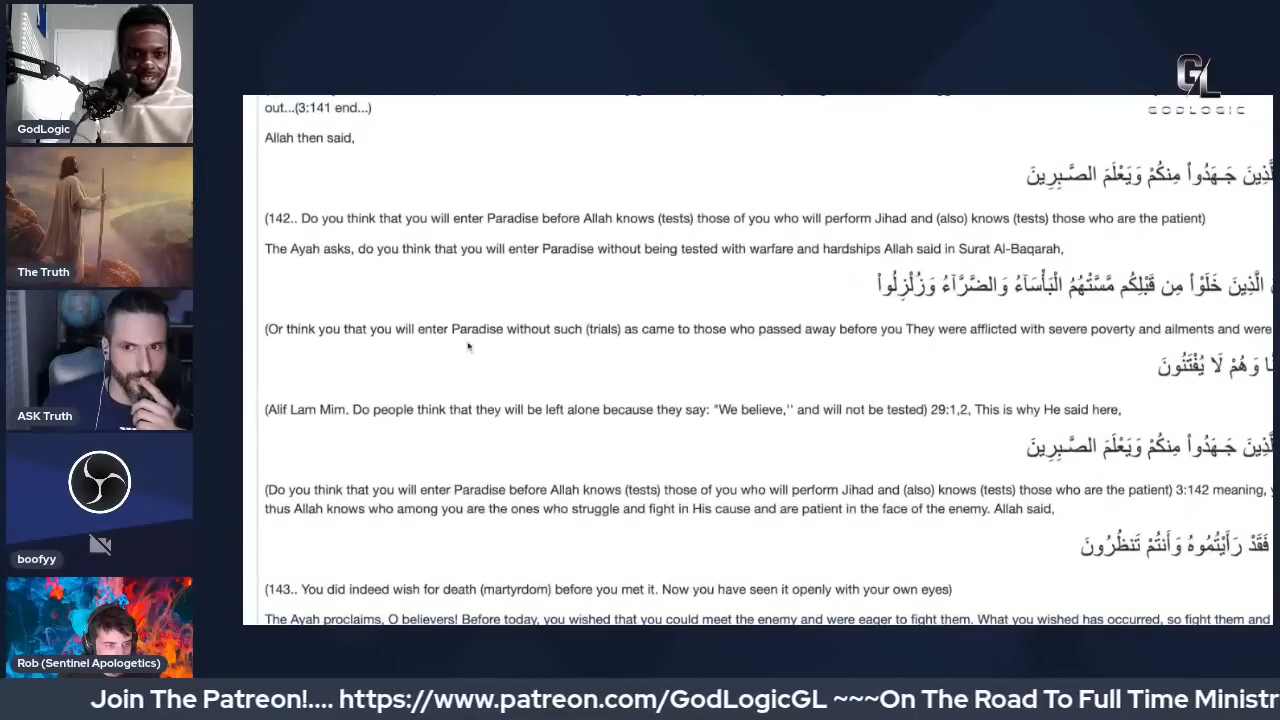 GodLogic
The Truth
ASK Truth
boofyy
Rob (Sentinel Apologetics)
GL
GODLOGIC
out...(3:141 end...)
Allah then said,
جَـهَدُواْ مِنكُمْ وَيَعْلَمَ الصَّـبِرِينَ
(142.. Do you think that you will enter Paradise before Allah knows (tests) those of you who will perform Jihad and (also) knows (tests) those who are the patient)
The Ayah asks, do you think that you will enter Paradise without being tested with warfare and hardships Allah said in Surat Al-Baqarah,
الَّذِينَ خَلَوْاْ مِن قَبْلِكُم مَّسَّتْهُمُ الْبَأْسَآءُ وَالضَّرَّآءُ وَزُلْزِلُواْ
(Or think you that you will enter Paradise without such (trials) as came to those who passed away before you They were afflicted with severe poverty and ailments and were
وَهُمْ لَا يُفْتَنُونَ
(Alif Lam Mim. Do people think that they will be left alone because they say: "We believe,'' and will not be tested) 29:1,2, This is why He said here,
جَـهَدُواْ مِنكُمْ وَيَعْلَمَ الصَّـبِرِينَ
(Do you think that you will enter Paradise before Allah knows (tests) those of you who will perform Jihad and (also) knows (tests) those who are the patient) 3:142 meaning,
thus Allah knows who among you are the ones who struggle and fight in His cause and are patient in the face of the enemy. Allah said,
فَقَدْ رَأَيْتُمُوهُ وَأَنتُمْ تَنظُرُونَ
(143.. You did indeed wish for death (martyrdom) before you met it. Now you have seen it openly with your own eyes)
The Ayah proclaims, O believers! Before today, you wished that you could meet the enemy and were eager to fight them. What you wished has occurred, so fight them and
Join The Patreon!.... https://www.patreon.com/GodLogicGL ~~~On The Road To Full Time Ministr